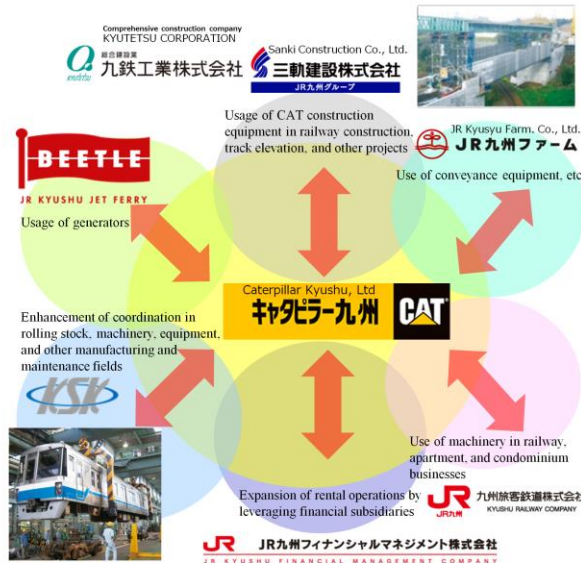 Comprehensive construction company
KYUTETSU CORPORATION
総合建設業
九鉄工業株式会社
Sanki Construction Co., Ltd.
三軌建設株式会社
JR九州グループ
Usage of CAT construction
equipment in railway construction,
track elevation, and other projects
JR Kyusyu Farm. Co., Ltd.
JR九州ファーム
Use of conveyance equipment, etc
BEETLE
JR KYUSHU JET FERRY
Usage of generators
Caterpillar Kyushu, Ltd
キャタピラー九州
CAT
Enhancement of coordination in
rolling stock, machinery, equipment,
and other manufacturing and
maintenance fields
KSK
Use of machinery in railway,
apartment, and condominium
businesses
JR
JR九州
九州旅客鉄道株式会社
KYUSHU RAILWAY COMPANY
Expansion of rental operations by
leveraging financial subsidiaries
JR JR九州フィナンシャルマネジメント株式会社
JR KYUSHU FINANCIAL MANAGEMENT COMPANY